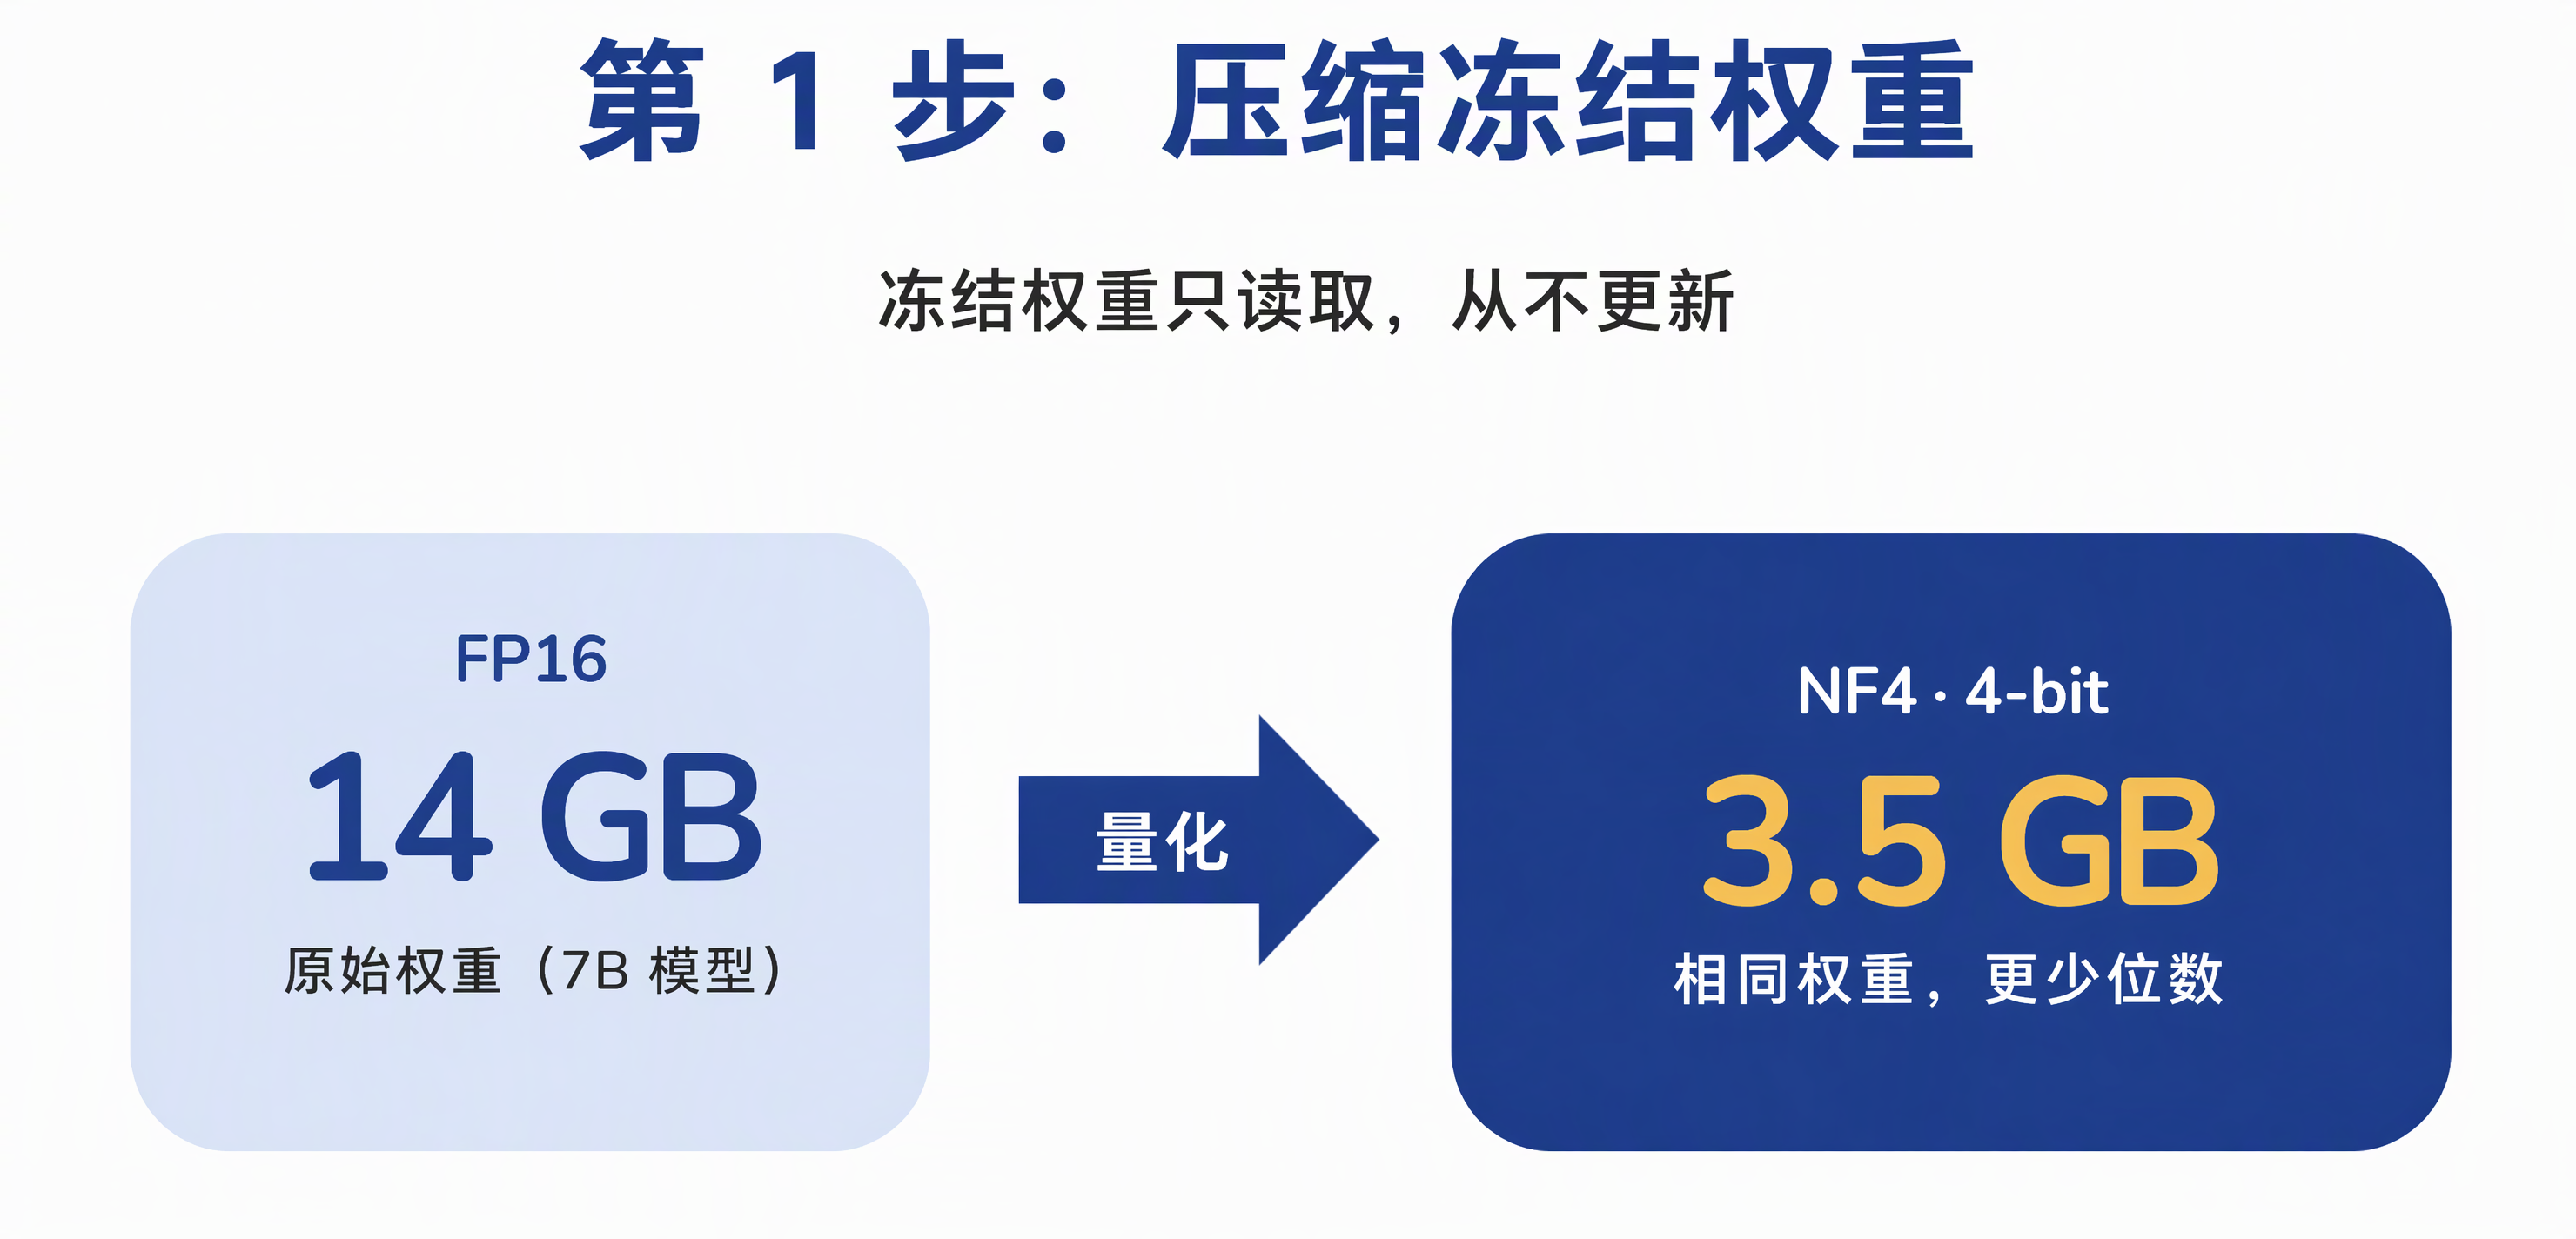 第 1 步：压缩冻结权重
冻结权重只读取，从不更新
FP16
14 GB
原始权重（7B 模型）
量化
NF4 · 4-bit
3.5 GB
相同权重，更少位数